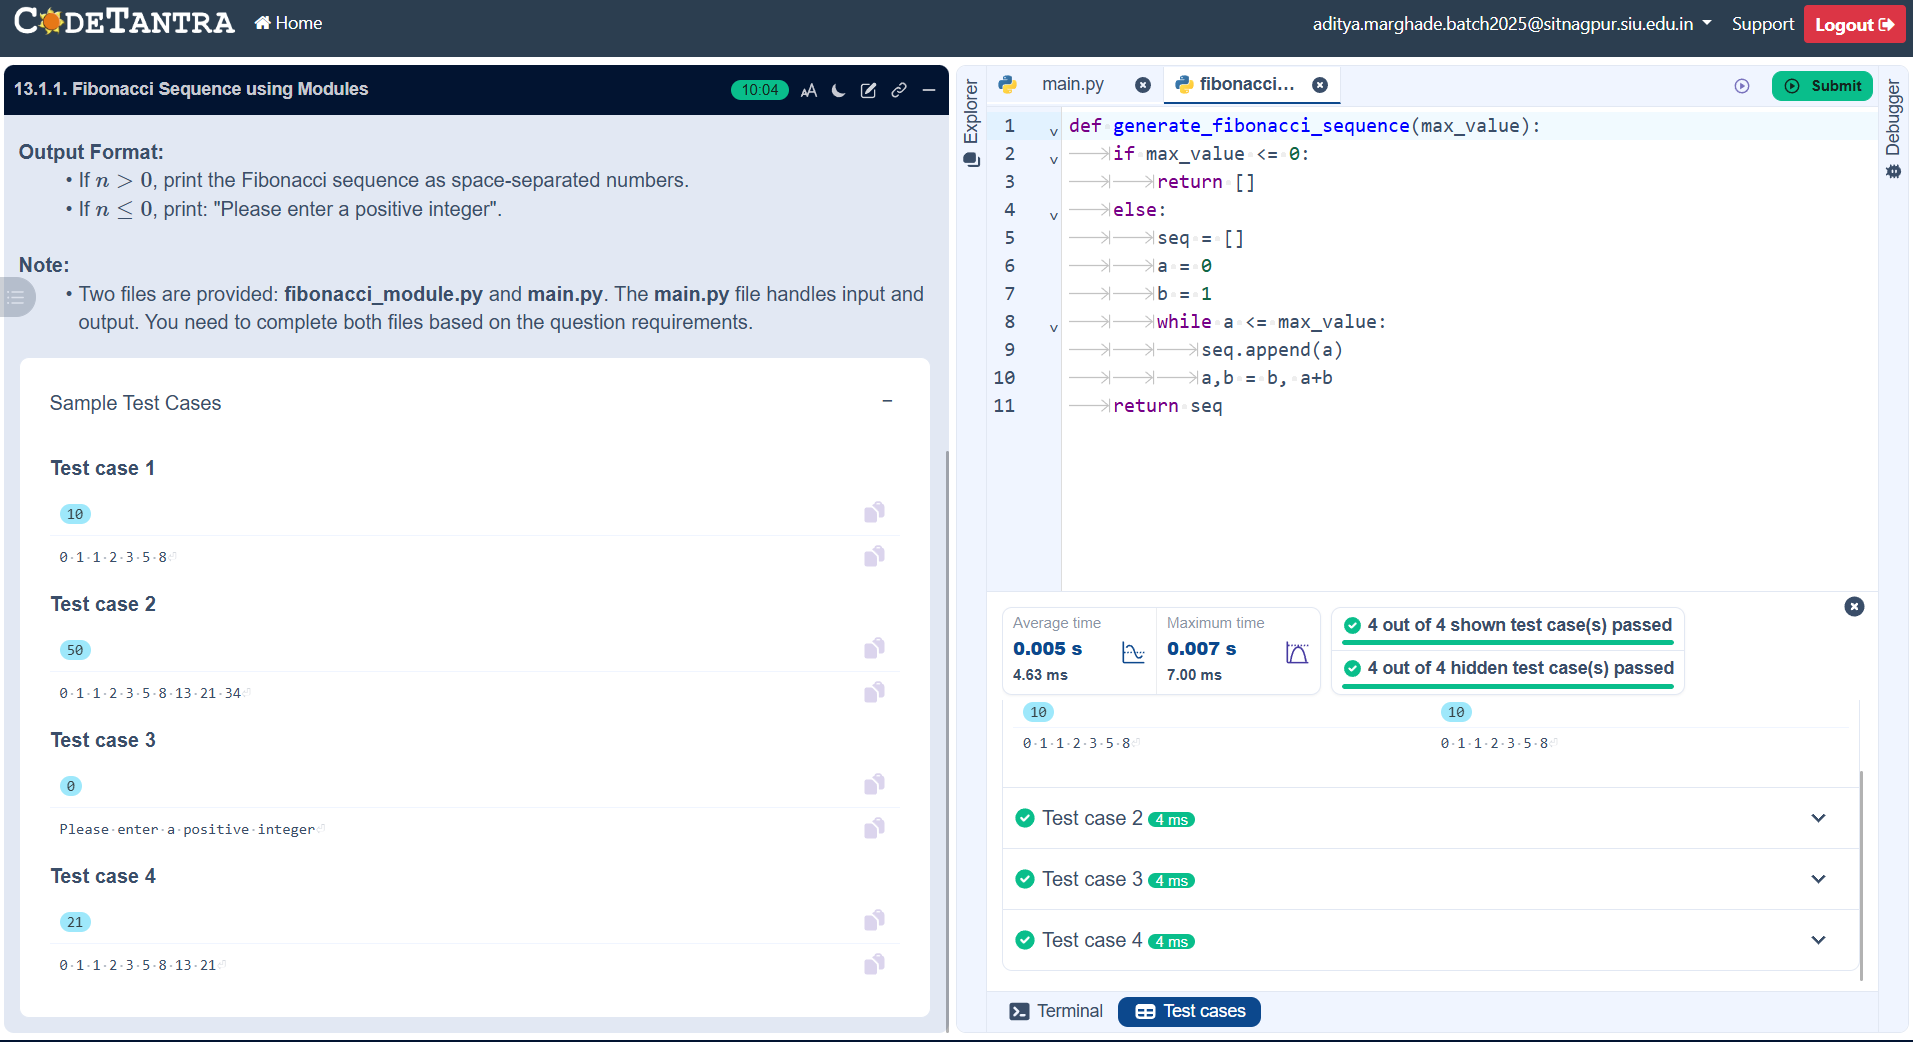 CODETANTRA Home
aditya.marghade.batch2025@sitnagpur.siu.edu.in Support Logout
13.1.1. Fibonacci Sequence using Modules 10:04 AA
Output Format:
• If n > 0, print the Fibonacci sequence as space-separated numbers.
• If n ≤ 0, print: "Please enter a positive integer".
Note:
• Two files are provided: fibonacci_module.py and main.py. The main.py file handles input and
output. You need to complete both files based on the question requirements.
Sample Test Cases
Test case 1
10
0·1·1·2·3·5·8
Test case 2
50
0·1·1·2·3·5·8·13·21·34
Test case 3
0
Please·enter·a·positive·integer
Test case 4
21
0·1·1·2·3·5·8·13·21
Explorer
main.py fibonacci... Submit
Debugger
1 def generate_fibonacci_sequence(max_value):
2 if max_value <= 0:
3 return []
4 else:
5 seq = []
6 a = 0
7 b = 1
8 while a <= max_value:
9 seq.append(a)
10 a,b = b, a+b
11 return seq
Average time
0.005 s
4.63 ms
Maximum time
0.007 s
7.00 ms
4 out of 4 shown test case(s) passed
4 out of 4 hidden test case(s) passed
10 10
0·1·1·2·3·5·8 0·1·1·2·3·5·8
Test case 2 4 ms
Test case 3 4 ms
Test case 4 4 ms
Terminal Test cases